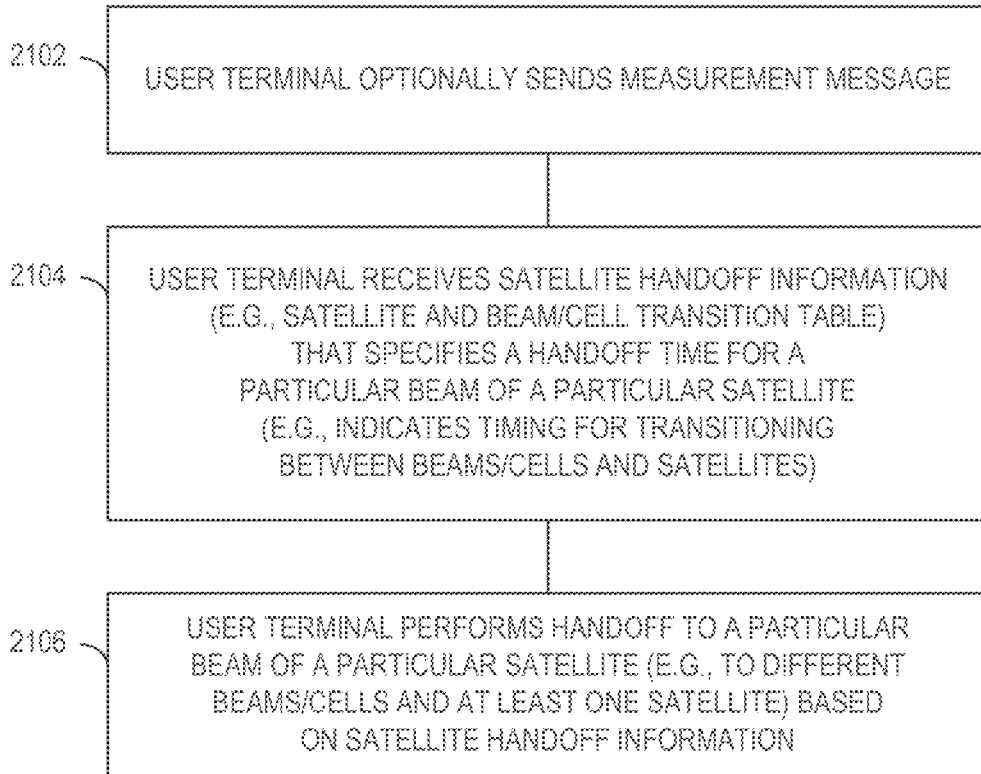 2102
USER TERMINAL OPTIONALLY SENDS MEASUREMENT MESSAGE
2104
USER TERMINAL RECEIVES SATELLITE HANDOFF INFORMATION
(E.G., SATELLITE AND BEAM/CELL TRANSITION TABLE)
THAT SPECIFIES A HANDOFF TIME FOR A
PARTICULAR BEAM OF A PARTICULAR SATELLITE
(E.G., INDICATES TIMING FOR TRANSITIONING
BETWEEN BEAMS/CELLS AND SATELLITES)
2106
USER TERMINAL PERFORMS HANDOFF TO A PARTICULAR
BEAM OF A PARTICULAR SATELLITE (E.G., TO DIFFERENT
BEAMS/CELLS AND AT LEAST ONE SATELLITE) BASED
ON SATELLITE HANDOFF INFORMATION